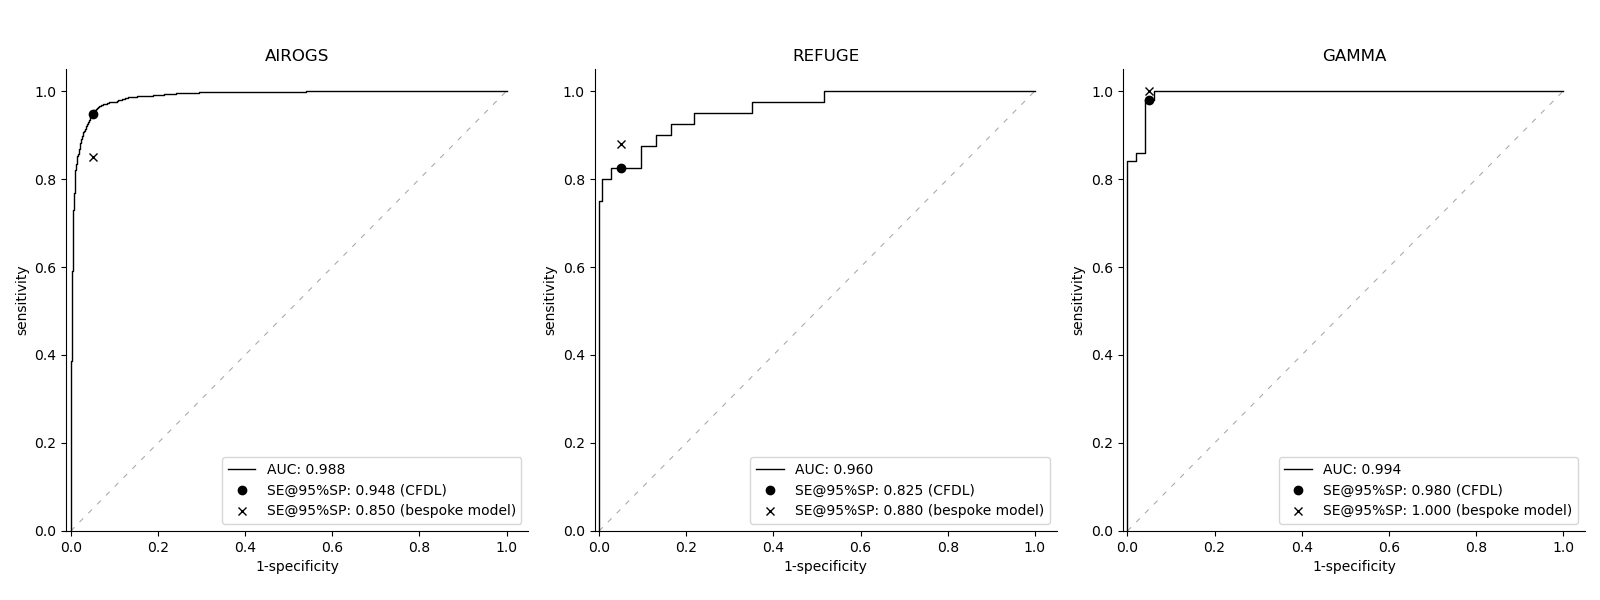 AIROGS
1.0
0.8
0.6
0.4
0.2
0.0
sensitivity
AUC: 0.988
SE@95%SP: 0.948 (CFDL)
SE@95%SP: 0.850 (bespoke model)
0.0 0.2 0.4 0.6 0.8 1.0
1-specificity
REFUGE
1.0
0.8
0.6
0.4
0.2
0.0
sensitivity
AUC: 0.960
SE@95%SP: 0.825 (CFDL)
SE@95%SP: 0.880 (bespoke model)
0.0 0.2 0.4 0.6 0.8 1.0
1-specificity
GAMMA
1.0
0.8
0.6
0.4
0.2
0.0
sensitivity
AUC: 0.994
SE@95%SP: 0.980 (CFDL)
SE@95%SP: 1.000 (bespoke model)
0.0 0.2 0.4 0.6 0.8 1.0
1-specificity